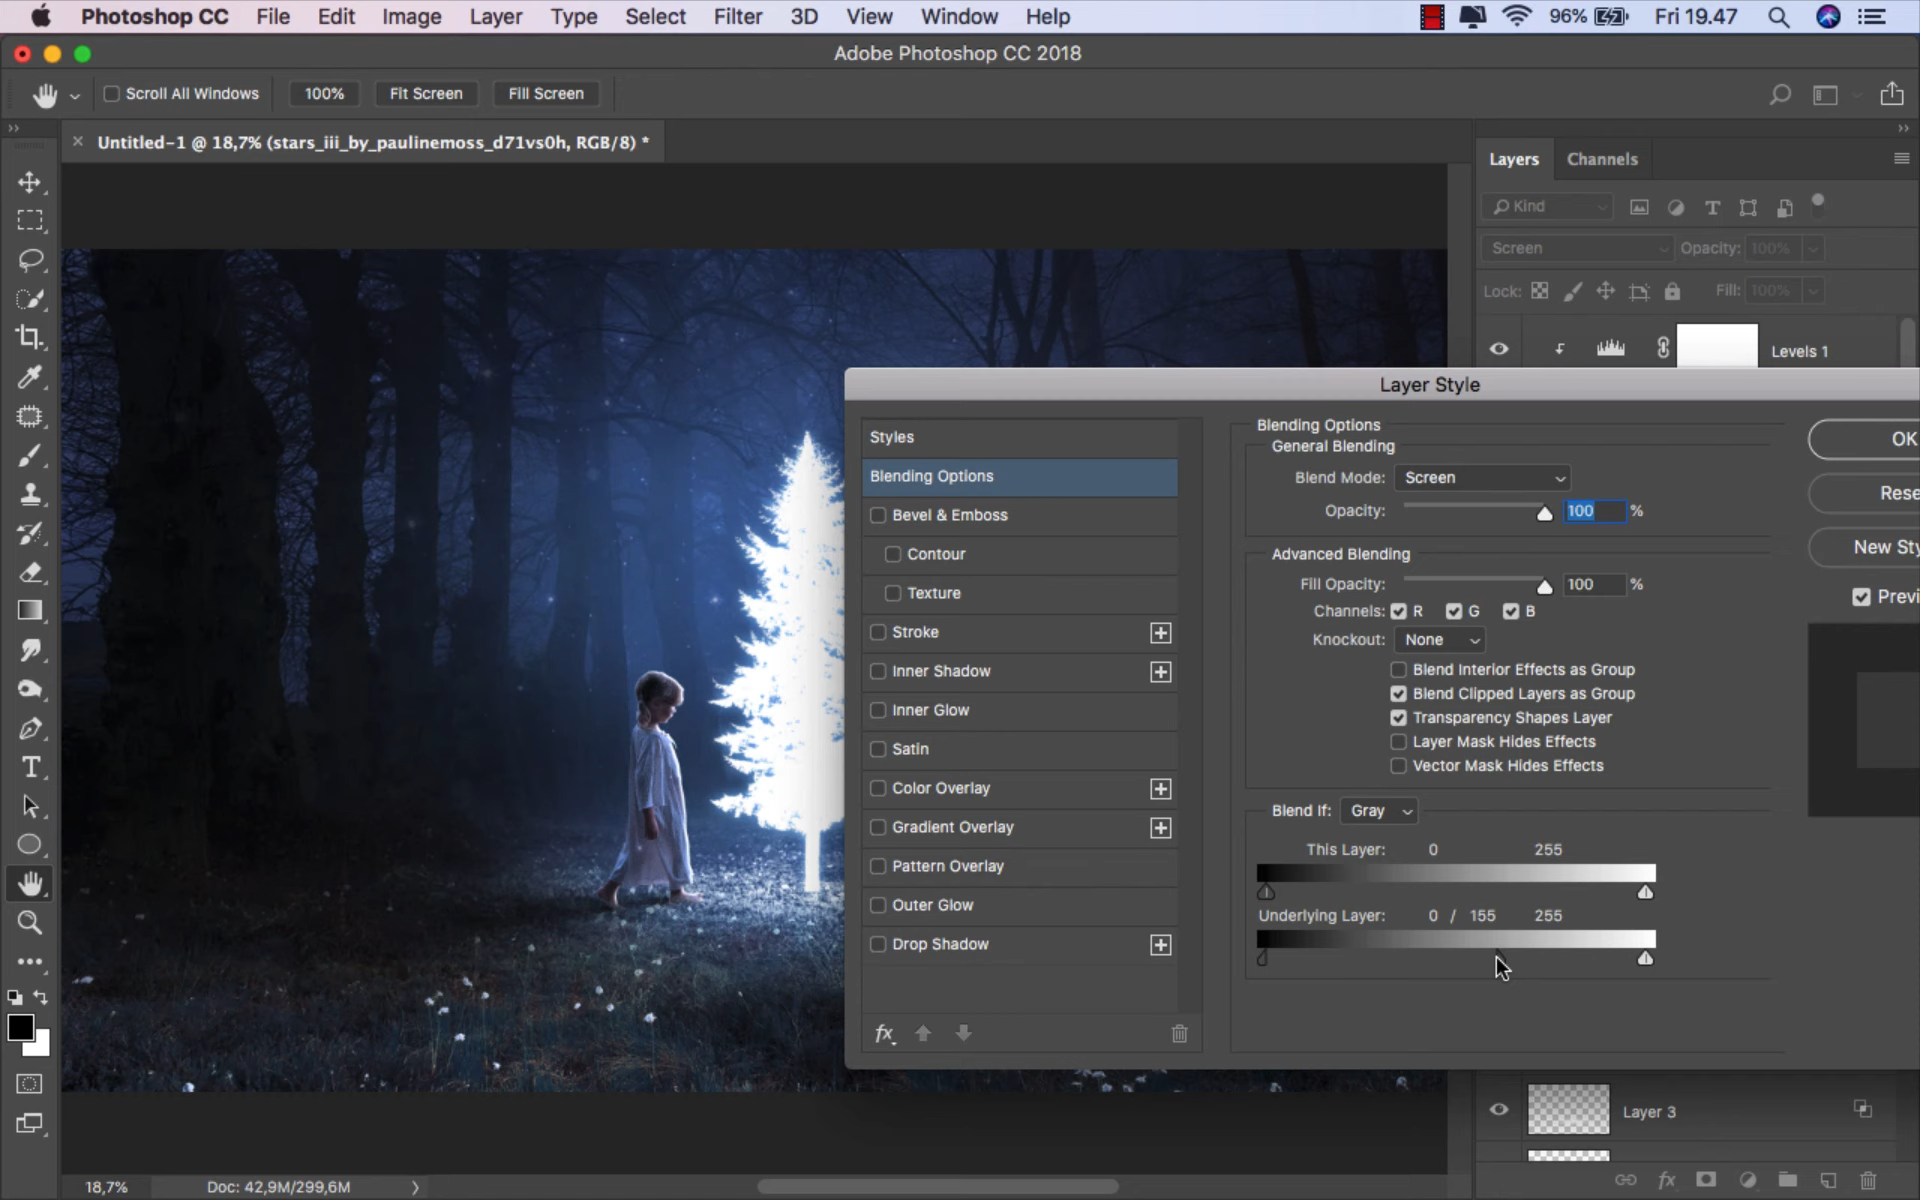 Photoshop CC File Edit Image Layer Type Select Filter 3D View Window Help 96% Fri 19.47
Adobe Photoshop CC 2018
Scroll All Windows 100% Fit Screen Fill Screen
Untitled-1 @ 18,7% (stars_iii_by_paulinemoss_d71vs0h, RGB/8) *
Layers Channels
Kind
Screen Opacity: 100%
Lock: Fill: 100%
Levels 1
Layer Style
Styles
Blending Options
Bevel & Emboss
Contour
Texture
Stroke
Inner Shadow
Inner Glow
Satin
Color Overlay
Gradient Overlay
Pattern Overlay
Outer Glow
Drop Shadow
fx
Blending Options
General Blending
Blend Mode: Screen
Opacity: 100 %
Advanced Blending
Fill Opacity: 100 %
Channels: R G B
Knockout: None
Blend Interior Effects as Group
Blend Clipped Layers as Group
Transparency Shapes Layer
Layer Mask Hides Effects
Vector Mask Hides Effects
Blend If: Gray
This Layer: 0 255
Underlying Layer: 0 / 155 255
OK
Rese
New Sty
Previ
Layer 3
fx
18,7% Doc: 42,9M/299,6M